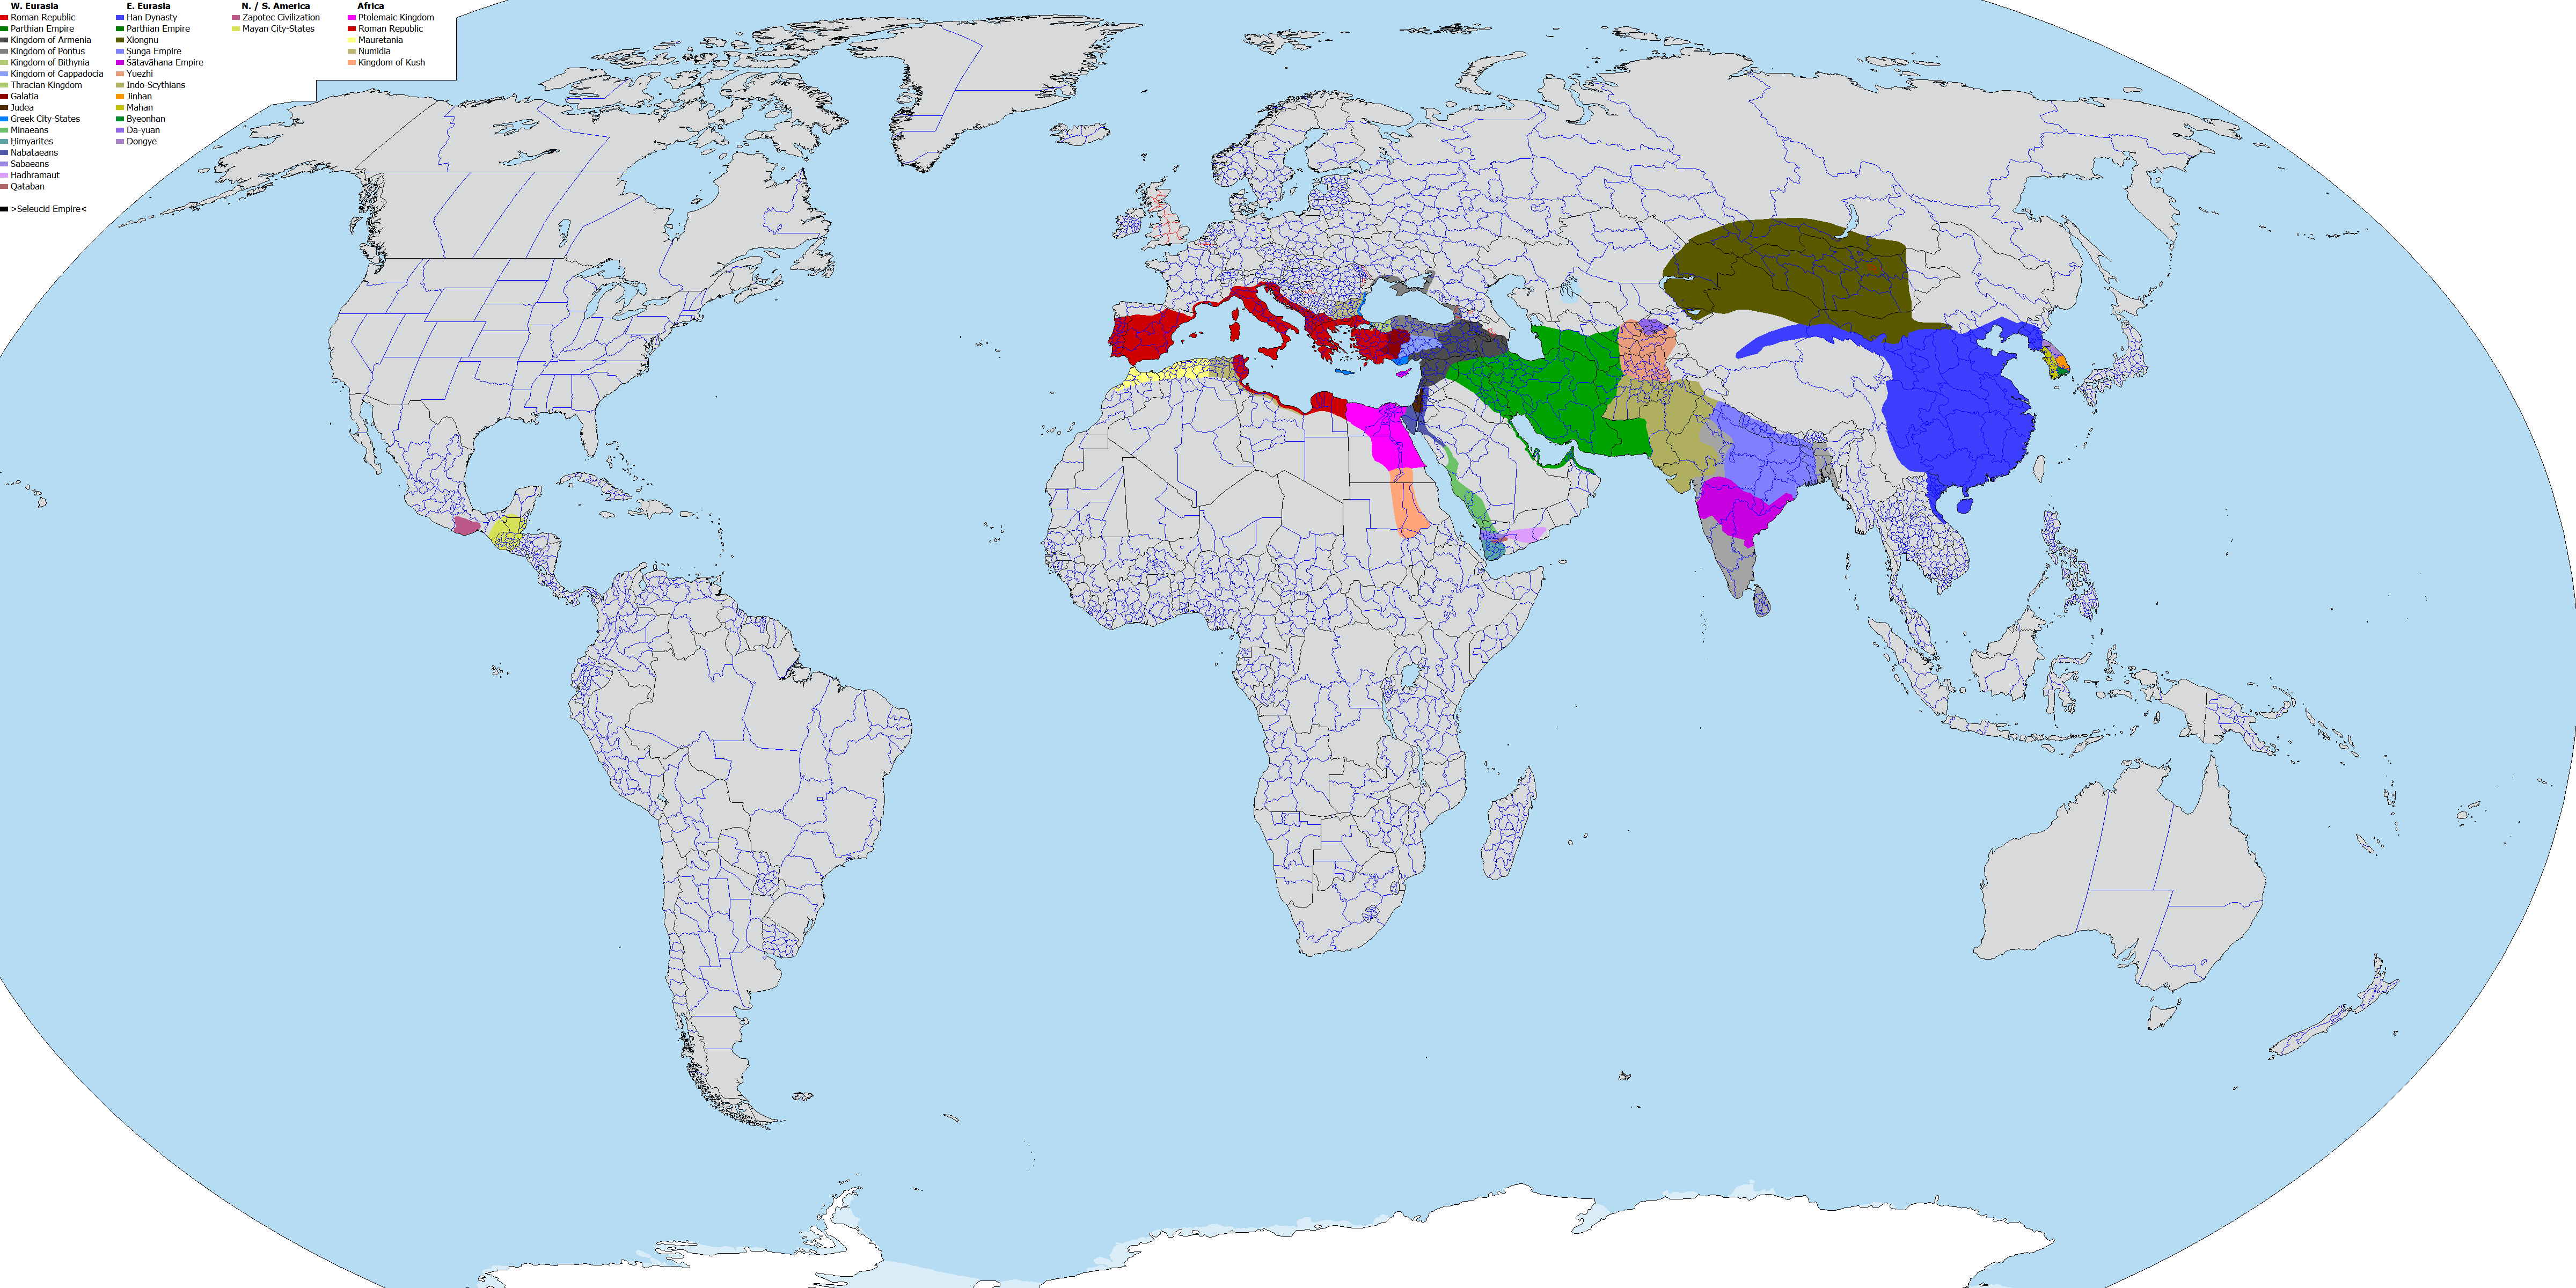 W. Eurasia
Roman Republic
Parthian Empire
Kingdom of Armenia
Kingdom of Pontus
Kingdom of Bithynia
Kingdom of Cappadocia
Thracian Kingdom
Galatia
Judea
Greek City-States
Minaeans
Ḥimyarites
Nabataeans
Sabaeans
Hadhramaut
Qataban
>Seleucid Empire<
E. Eurasia
Han Dynasty
Parthian Empire
Xiongnu
Sunga Empire
Sātavāhana Empire
Yuezhi
Indo-Scythians
Jinhan
Mahan
Byeonhan
Da-yuan
Dongye
N. / S. America
Zapotec Civilization
Mayan City-States
Africa
Ptolemaic Kingdom
Roman Republic
Mauretania
Numidia
Kingdom of Kush